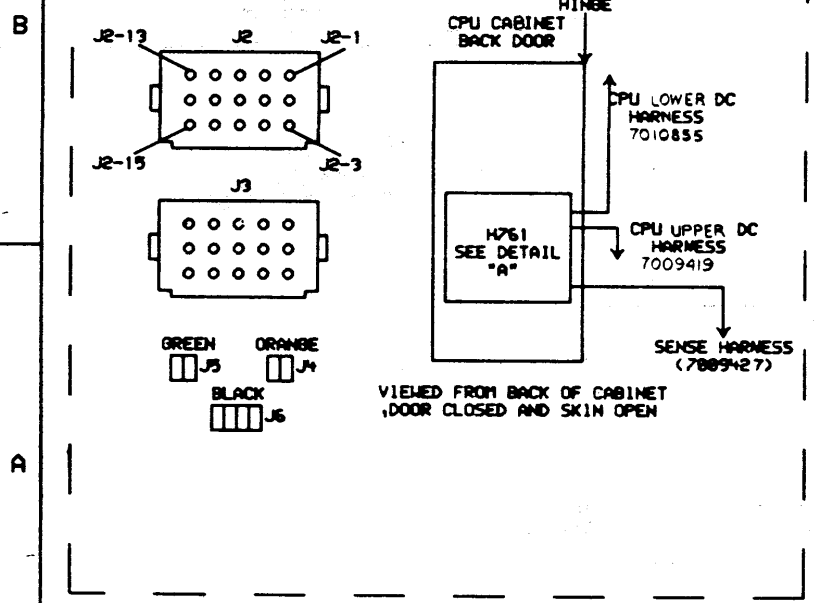 B
HINGE
CPU CABINET
BACK DOOR
J2-13
J2
J2-1
CPU LOWER DC
HARNESS
7010855
J2-15
J2-3
J3
H761
SEE DETAIL
"A"
CPU UPPER DC
HARNESS
7009419
GREEN
ORANGE
J5
J4
SENSE HARNESS
(7009427)
BLACK
J6
VIEWED FROM BACK OF CABINET
,DOOR CLOSED AND SKIN OPEN
A